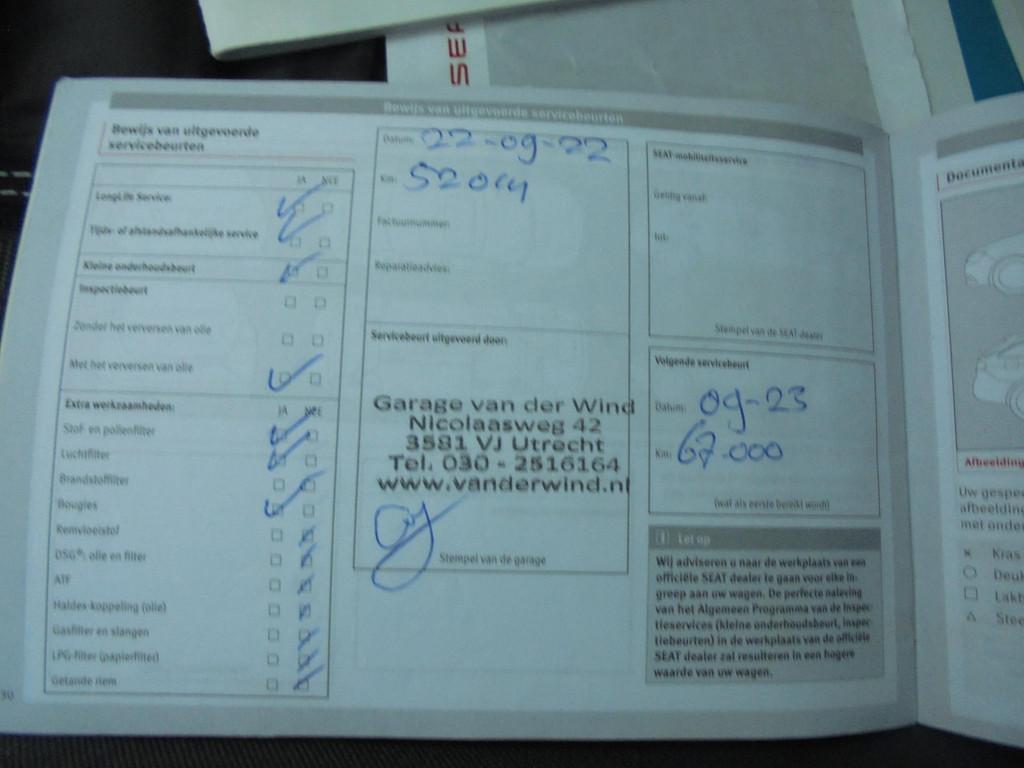 SER
Bewijs van uitgevoerde servicebeurten
Bewijs van uitgevoerde
servicebeurten
JA NEE
LongLife Service:
Tijds- of afstandsafhankelijke service
Kleine onderhoudsbeurt
Inspectiebeurt
Zonder het verversen van olie
Met het verversen van olie
Extra werkzaamheden: JA NEE
Stof- en pollenfilter
Luchtfilter
Brandstoffilter
Bougies
Remvloeistof
DSG®: olie en filter
ATF
Haldex-koppeling (olie)
Gasfilter en slangen
LPG-filter (papierfilter)
Getande riem
30
Datum: 22-09-22
Km: 52014
Factuurnummer:
Reparatieadvies:
Servicebeurt uitgevoerd door:
Garage van der Wind
Nicolaasweg 42
3581 VJ Utrecht
Tel. 030 - 2516164
www.vanderwind.nl
Stempel van de garage
SEAT-mobiliteitsservice
Geldig vanaf:
tot:
Stempel van de SEAT-dealer
Volgende servicebeurt
Datum: 09-23
Km: 67.000
(wat als eerste bereikt wordt)
i Let op
Wij adviseren u naar de werkplaats van een
officiële SEAT dealer te gaan voor elke in-
greep aan uw wagen. De perfecte naleving
van het Algemeen Programma van de Inspec-
tieservices (kleine onderhoudsbeurt, inspec-
tiebeurten) in de werkplaats van de officiële
SEAT dealer zal resulteren in een hogere
waarde van uw wagen.
Documenta
Afbeelding
Uw gespe
afbeeldin
met onde
× Kras
○ Deuk
□ Lakb
△ Stee